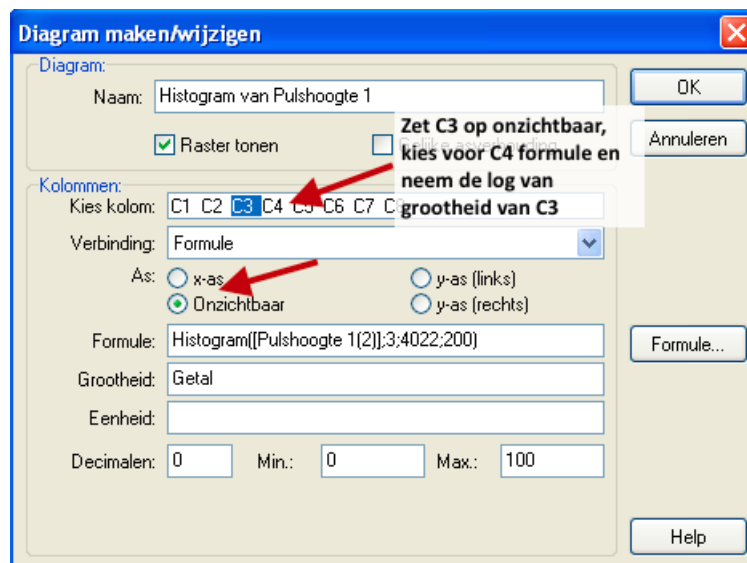 Diagram maken/wijzigen
Diagram:
Naam: Histogram van Pulshoogte 1
OK
Raster tonen
Annuleren
Zet C3 op onzichtbaar,
kies voor C4 formule en
neem de log van
grootheid van C3
Kolommen:
Kies kolom: C1 C2 C3 C4 C5 C6 C7
Verbinding: Formule
As: x-as y-as (links)
Onzichtbaar y-as (rechts)
Formule: Histogram([Pulshoogte 1(2)];3;4022;200) Formule...
Grootheid: Getal
Eenheid:
Decimalen: 0 Min.: 0 Max.: 100
Help